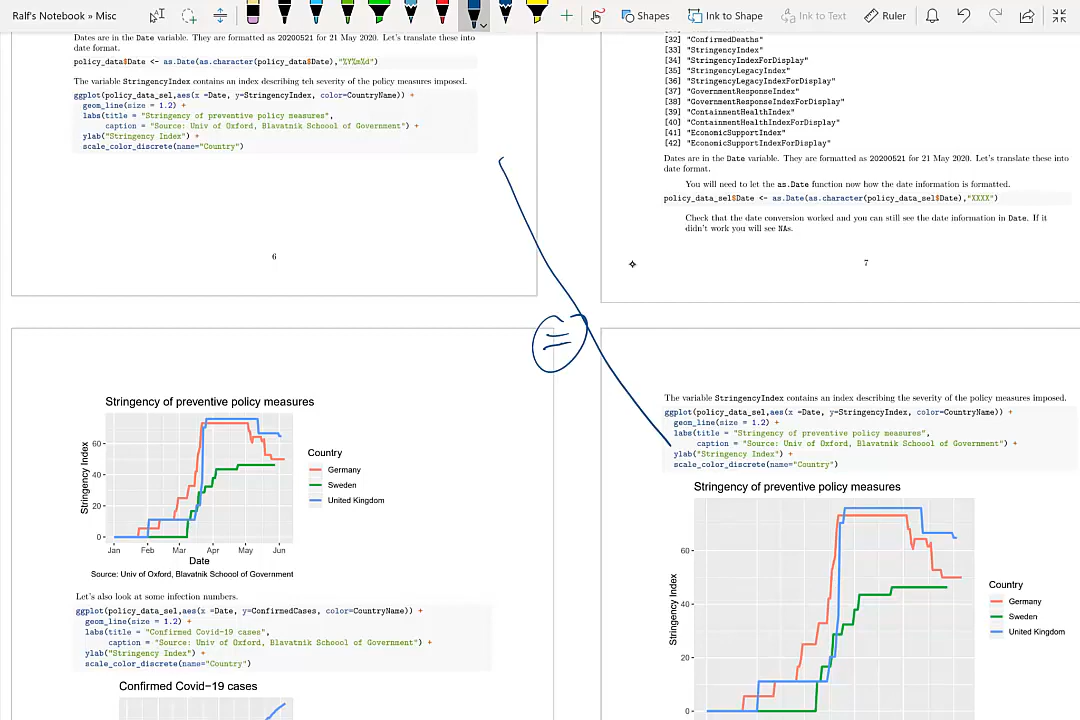 Ralf's Notebook » Misc
Shapes
Ink to Shape
Ink to Text
Ruler
Dates are in the Date variable. They are formatted as 20200521 for 21 May 2020. Let's translate these into
date format.
policy_data$Date <- as.Date(as.character(policy_data$Date),"%Y%m%d")
The variable StringencyIndex contains an index describing teh severity of the policy measures imposed.
ggplot(policy_data_sel,aes(x =Date, y=StringencyIndex, color=CountryName)) +
geom_line(size = 1.2) +
labs(title = "Stringency of preventive policy measures",
caption = "Source: Univ of Oxford, Blavatnik Schoool of Government") +
ylab("Stringency Index") +
scale_color_discrete(name="Country")
6
[32] "ConfirmedDeaths"
[33] "StringencyIndex"
[34] "StringencyIndexForDisplay"
[35] "StringencyLegacyIndex"
[36] "StringencyLegacyIndexForDisplay"
[37] "GovernmentResponseIndex"
[38] "GovernmentResponseIndexForDisplay"
[39] "ContainmentHealthIndex"
[40] "ContainmentHealthIndexForDisplay"
[41] "EconomicSupportIndex"
[42] "EconomicSupportIndexForDisplay"
Dates are in the Date variable. They are formatted as 20200521 for 21 May 2020. Let's translate these into
date format.
You will need to let the as.Date function now how the date information is formatted.
policy_data_sel$Date <- as.Date(as.character(policy_data_sel$Date),"XXXX")
Check that the date conversion worked and you can still see the date information in Date. If it
didn't work you will see NAs.
7
=
Stringency of preventive policy measures
Stringency Index
60
40
20
0
Jan Feb Mar Apr May Jun
Date
Source: Univ of Oxford, Blavatnik Schoool of Government
Country
Germany
Sweden
United Kingdom
Let's also look at some infection numbers.
ggplot(policy_data_sel,aes(x =Date, y=ConfirmedCases, color=CountryName)) +
geom_line(size = 1.2) +
labs(title = "Confirmed Covid-19 cases",
caption = "Source: Univ of Oxford, Blavatnik Schoool of Government") +
ylab("Stringency Index") +
scale_color_discrete(name="Country")
Confirmed Covid−19 cases
The variable StringencyIndex contains an index describing the severity of the policy measures imposed.
ggplot(policy_data_sel,aes(x =Date, y=StringencyIndex, color=CountryName)) +
geom_line(size = 1.2) +
labs(title = "Stringency of preventive policy measures",
caption = "Source: Univ of Oxford, Blavatnik Schoool of Government") +
ylab("Stringency Index") +
scale_color_discrete(name="Country")
Stringency of preventive policy measures
Stringency Index
60
40
20
0
Country
Germany
Sweden
United Kingdom